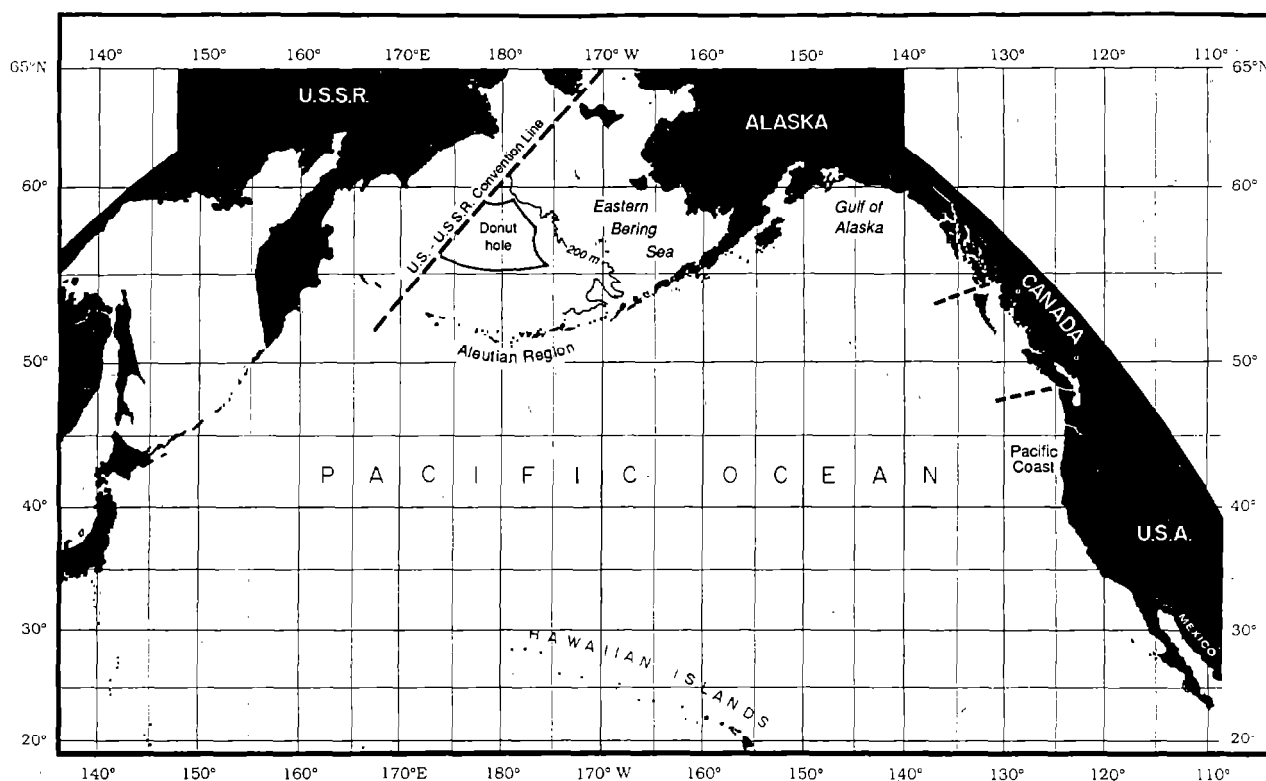 140° 150° 160° 170°E 180° 170° W 160° 150° 140° 130° 120° 110°
65°N 65°N
U.S.S.R.
ALASKA
U.S. - U.S.S.R. Convention Line
60° 60°
Donut
hole
200 m
Eastern
Bering
Sea
Gulf of
Alaska
CANADA
50° 50°
Aleutian Region
Pacific
Coast
PACIFIC OCEAN
40° 40°
U.S.A.
30° 30°
MEXICO
HAWAIIAN ISLANDS
20° 20°
140° 150° 160° 170°E 180° 170° W 160° 150° 140° 130° 120° 110°